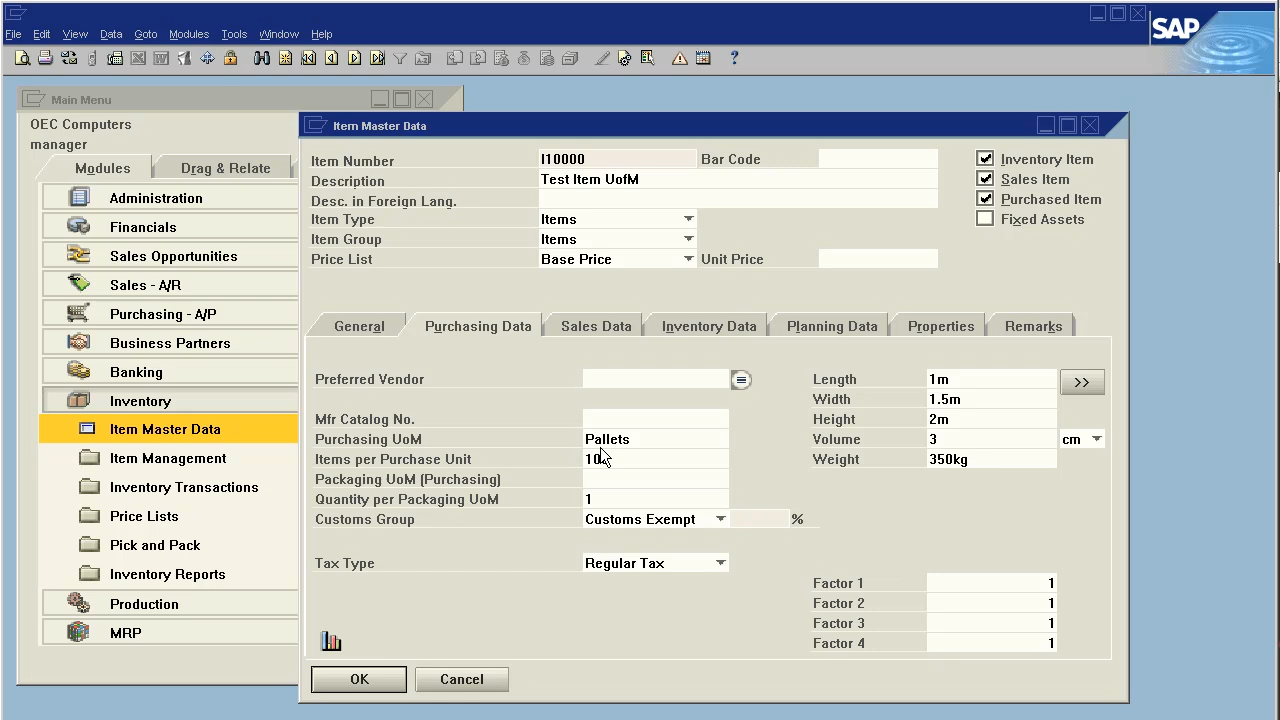 File Edit View Data Goto Modules Tools Window Help
SAP
Main Menu
OEC Computers
manager
Modules Drag & Relate
Administration
Financials
Sales Opportunities
Sales - A/R
Purchasing - A/P
Business Partners
Banking
Inventory
Item Master Data
Item Management
Inventory Transactions
Price Lists
Pick and Pack
Inventory Reports
Production
MRP
Item Master Data
Item Number I10000 Bar Code
Description Test Item UofM
Desc. in Foreign Lang.
Item Type Items
Item Group Items
Price List Base Price Unit Price
Inventory Item
Sales Item
Purchased Item
Fixed Assets
General Purchasing Data Sales Data Inventory Data Planning Data Properties Remarks
Preferred Vendor
Mfr Catalog No.
Purchasing UoM Pallets
Items per Purchase Unit
Packaging UoM (Purchasing)
Quantity per Packaging UoM 1
Customs Group Customs Exempt %
Tax Type Regular Tax
Length 1m >>
Width 1.5m
Height 2m
Volume 3 cm
Weight 350kg
Factor 1 1
Factor 2 1
Factor 3 1
Factor 4 1
OK Cancel